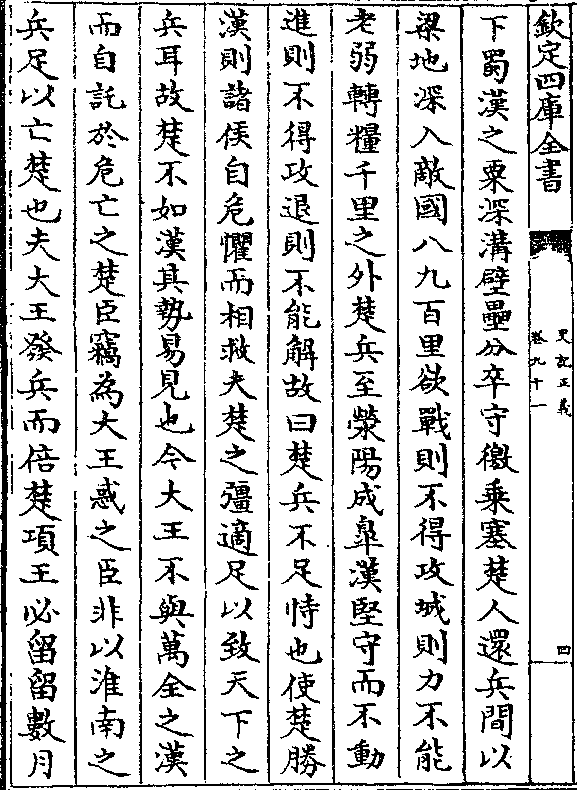 欽定四庫全書
史記正義
卷九十一
四
下蜀漢之粟深溝壁壘分卒守徼乗塞楚人還兵間以
梁地深入敵國八九百里欲戰則不得攻城則力不能
老弱轉糧千里之外楚兵至滎陽成臯漢堅守而不動
進則不得攻退則不能解故曰楚兵不足恃也使楚勝
漢則諸侯自危懼而相救夫楚之彊適足以致天下之
兵耳故楚不如漢其勢易見也今大王不與萬全之漢
而自託於危亡之楚臣竊為大王惑之臣非以淮南之
兵足以亡楚也夫大王發兵而倍楚項王必留留數月